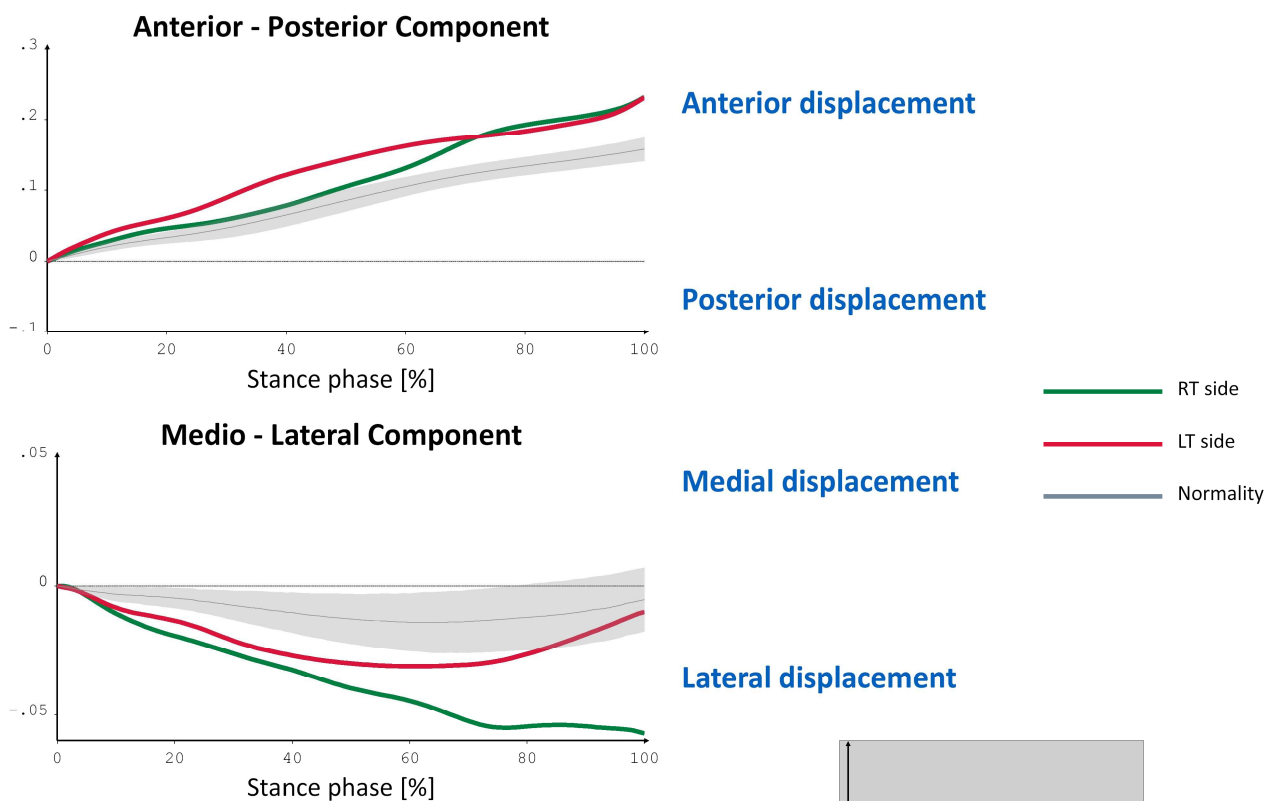 Anterior - Posterior Component
.3
.2
.1
0
-.1
0 20 40 60 80 100
Stance phase [%]
Anterior displacement
Posterior displacement
RT side
LT side
Normality
Medio - Lateral Component
.05
0
-.05
0 20 40 60 80 100
Stance phase [%]
Medial displacement
Lateral displacement